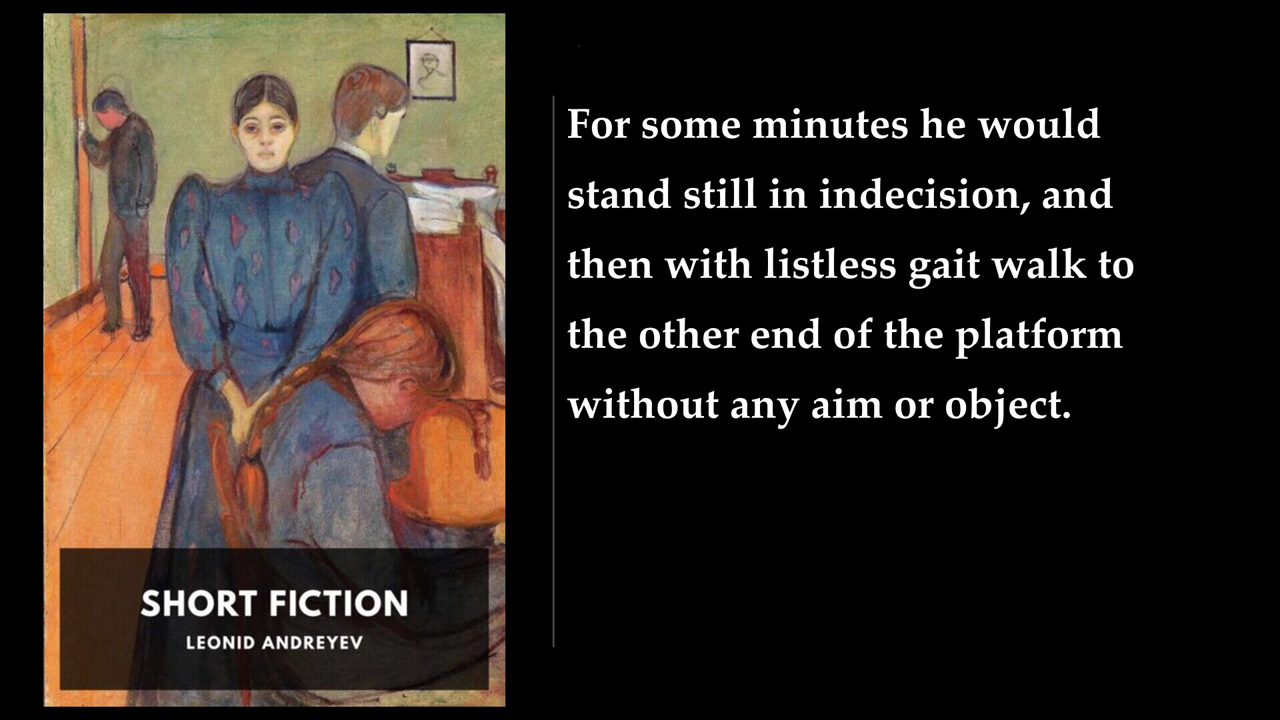 SHORT FICTION
LEONID ANDREYEV
For some minutes he would
stand still in indecision, and
then with listless gait walk to
the other end of the platform
without any aim or object.